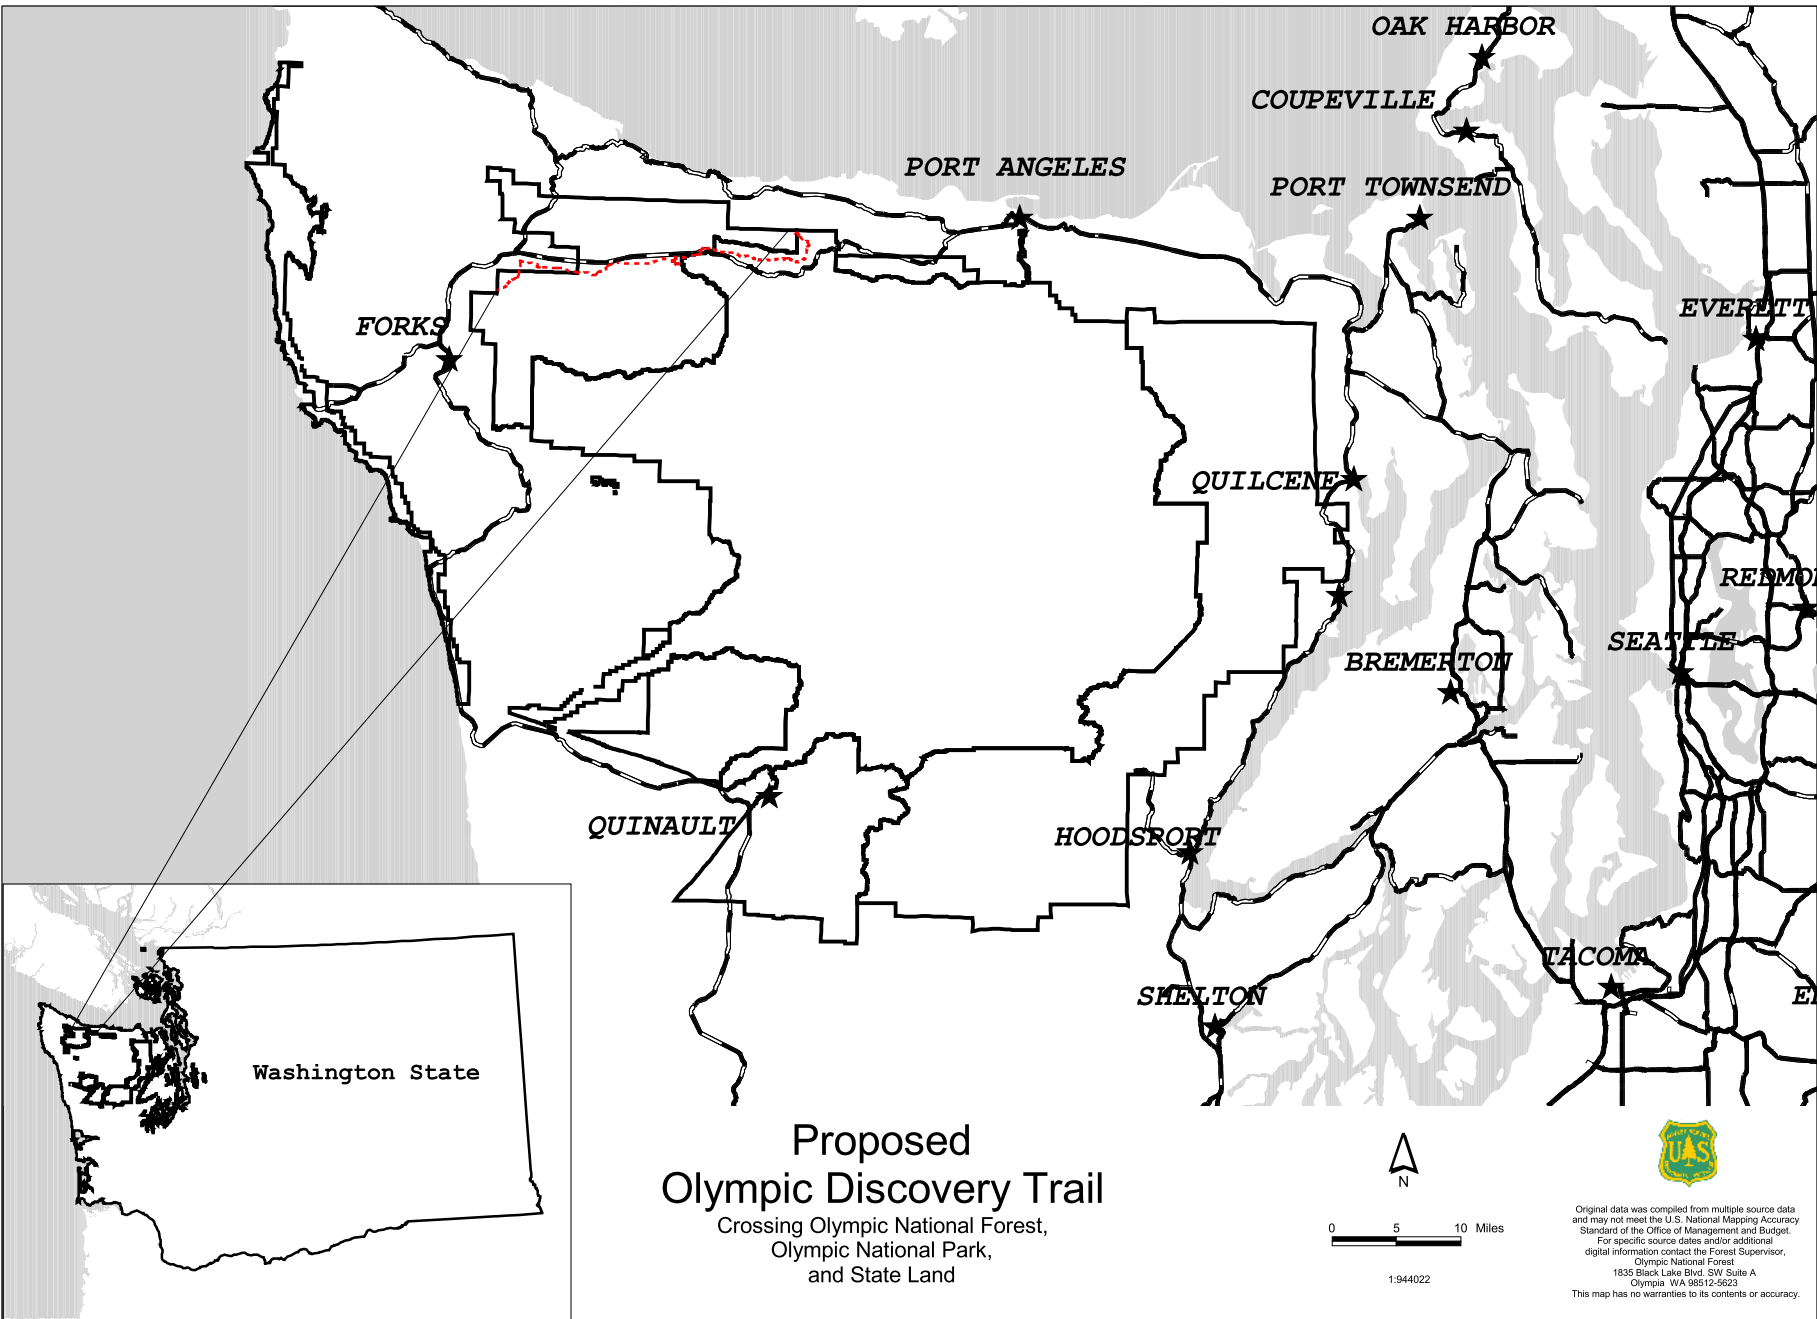 OAK HARBOR
COUPEVILLE
PORT ANGELES
PORT TOWNSEND
EVERETT
FORKS
QUILCENE
REDMO
SEATTLE
BREMERTON
QUINAULT
HOODSPORT
TACOMA
SHELTON
Washington State
Proposed
Olympic Discovery Trail
Crossing Olympic National Forest,
Olympic National Park,
and State Land
N
0 5 10 Miles
1:944022
US
Original data was compiled from multiple source data
and may not meet the U.S. National Mapping Accuracy
Standard of the Office of Management and Budget.
For specific source dates and/or additional
digital information contact the Forest Supervisor,
Olympic National Forest
1835 Black Lake Blvd. SW Suite A
Olympia WA 98512-5623
This map has no warranties to its contents or accuracy.